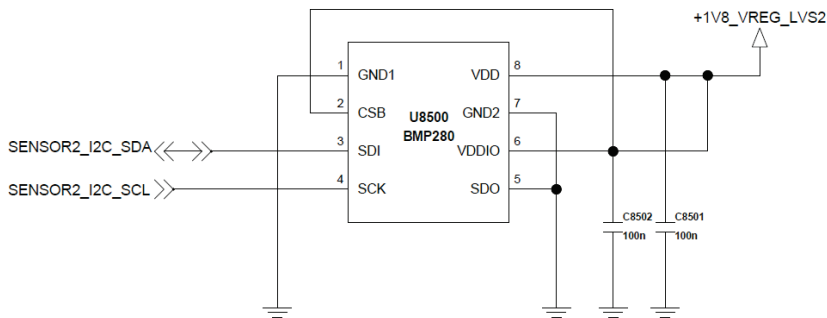 +1V8_VREG_LVS2
1 GND1 VDD 8
2 CSB U8500 GND2 7
BMP280
SENSOR2_I2C_SDA 3 SDI VDDIO 6
SENSOR2_I2C_SCL 4 SCK SDO 5
C8502 C8501
100n 100n